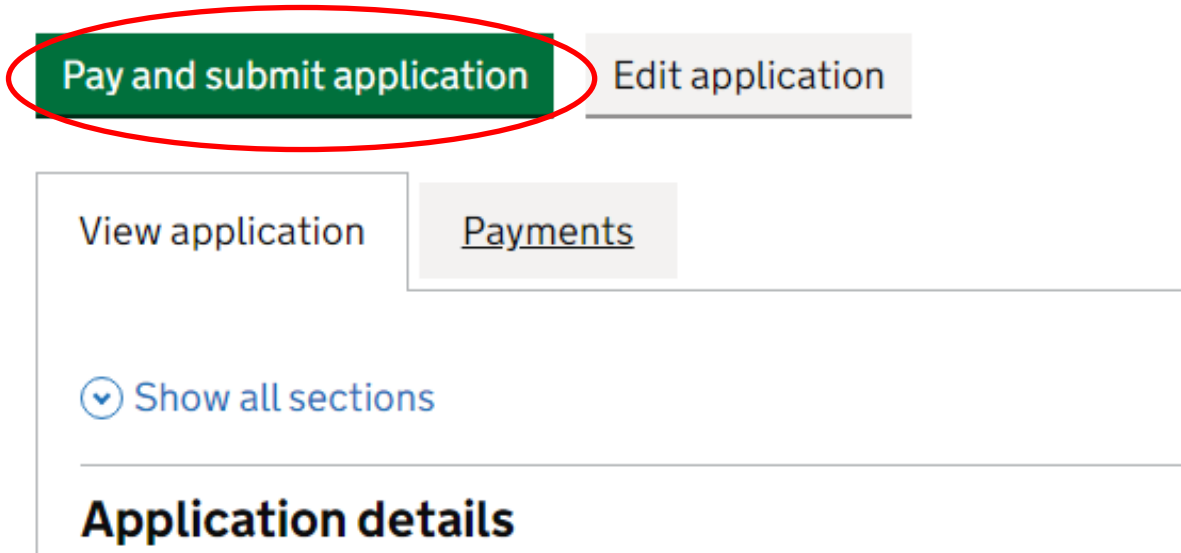 Pay and submit application
Edit application
View application
Payments
Show all sections
Application details